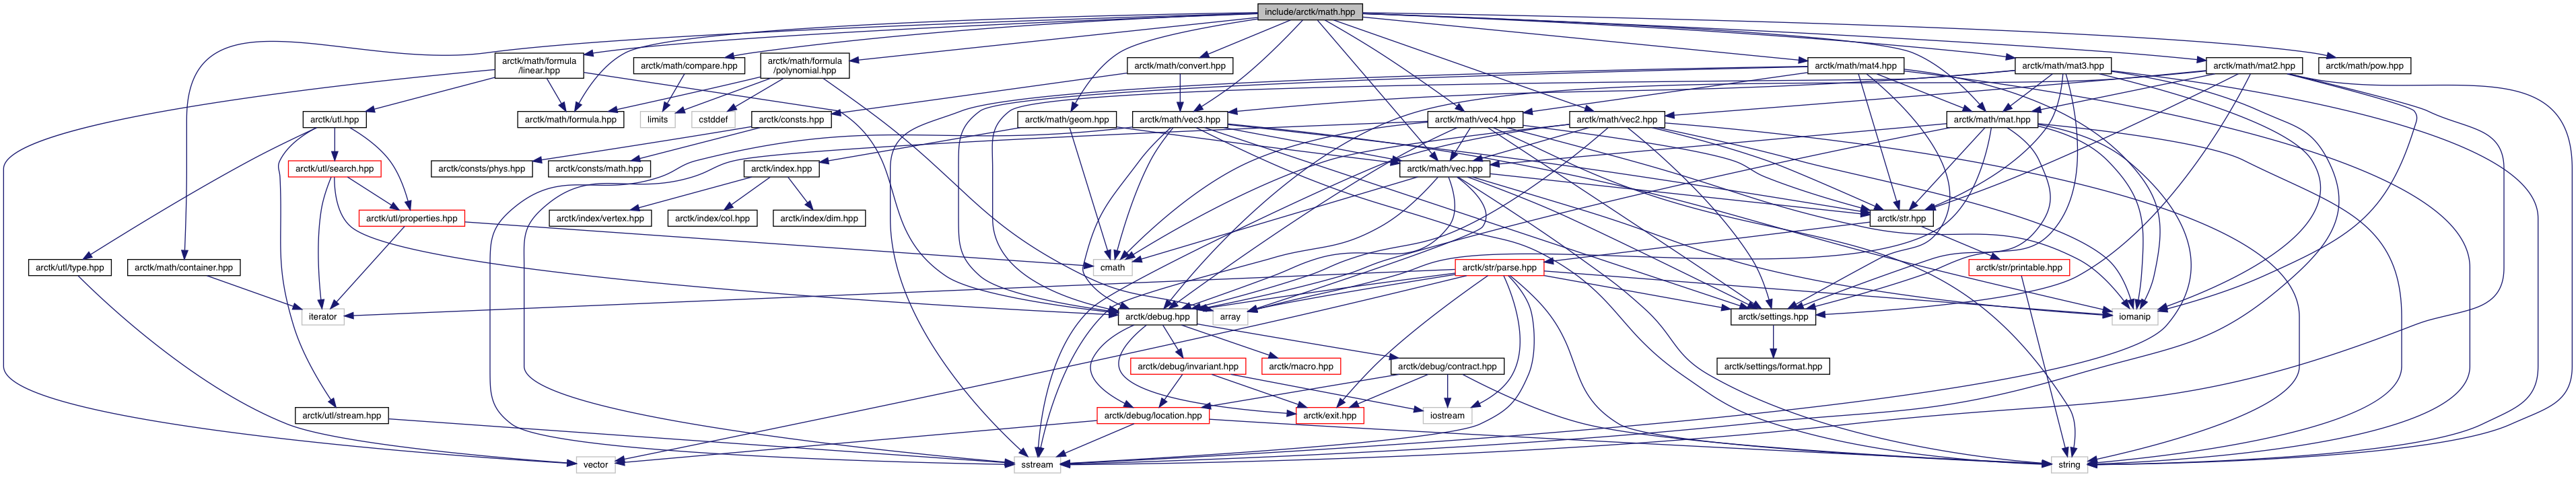 include/arctk/math.hpp
arctk/math/formula
/linear.hpp
arctk/math/compare.hpp
arctk/math/formula
/polynomial.hpp
arctk/math/convert.hpp
arctk/math/mat4.hpp
arctk/math/mat3.hpp
arctk/math/mat2.hpp
arctk/math/pow.hpp
arctk/utl.hpp
arctk/math/formula.hpp
limits
cstddef
arctk/consts.hpp
arctk/math/geom.hpp
arctk/math/vec3.hpp
arctk/math/vec4.hpp
arctk/math/vec2.hpp
arctk/math/mat.hpp
arctk/utl/search.hpp
arctk/consts/phys.hpp
arctk/consts/math.hpp
arctk/index.hpp
arctk/math/vec.hpp
arctk/utl/properties.hpp
arctk/index/vertex.hpp
arctk/index/col.hpp
arctk/index/dim.hpp
arctk/str.hpp
arctk/utl/type.hpp
arctk/math/container.hpp
cmath
arctk/str/parse.hpp
arctk/str/printable.hpp
iterator
arctk/debug.hpp
array
arctk/settings.hpp
iomanip
arctk/debug/invariant.hpp
arctk/macro.hpp
arctk/debug/contract.hpp
arctk/settings/format.hpp
arctk/utl/stream.hpp
arctk/debug/location.hpp
arctk/exit.hpp
iostream
vector
sstream
string